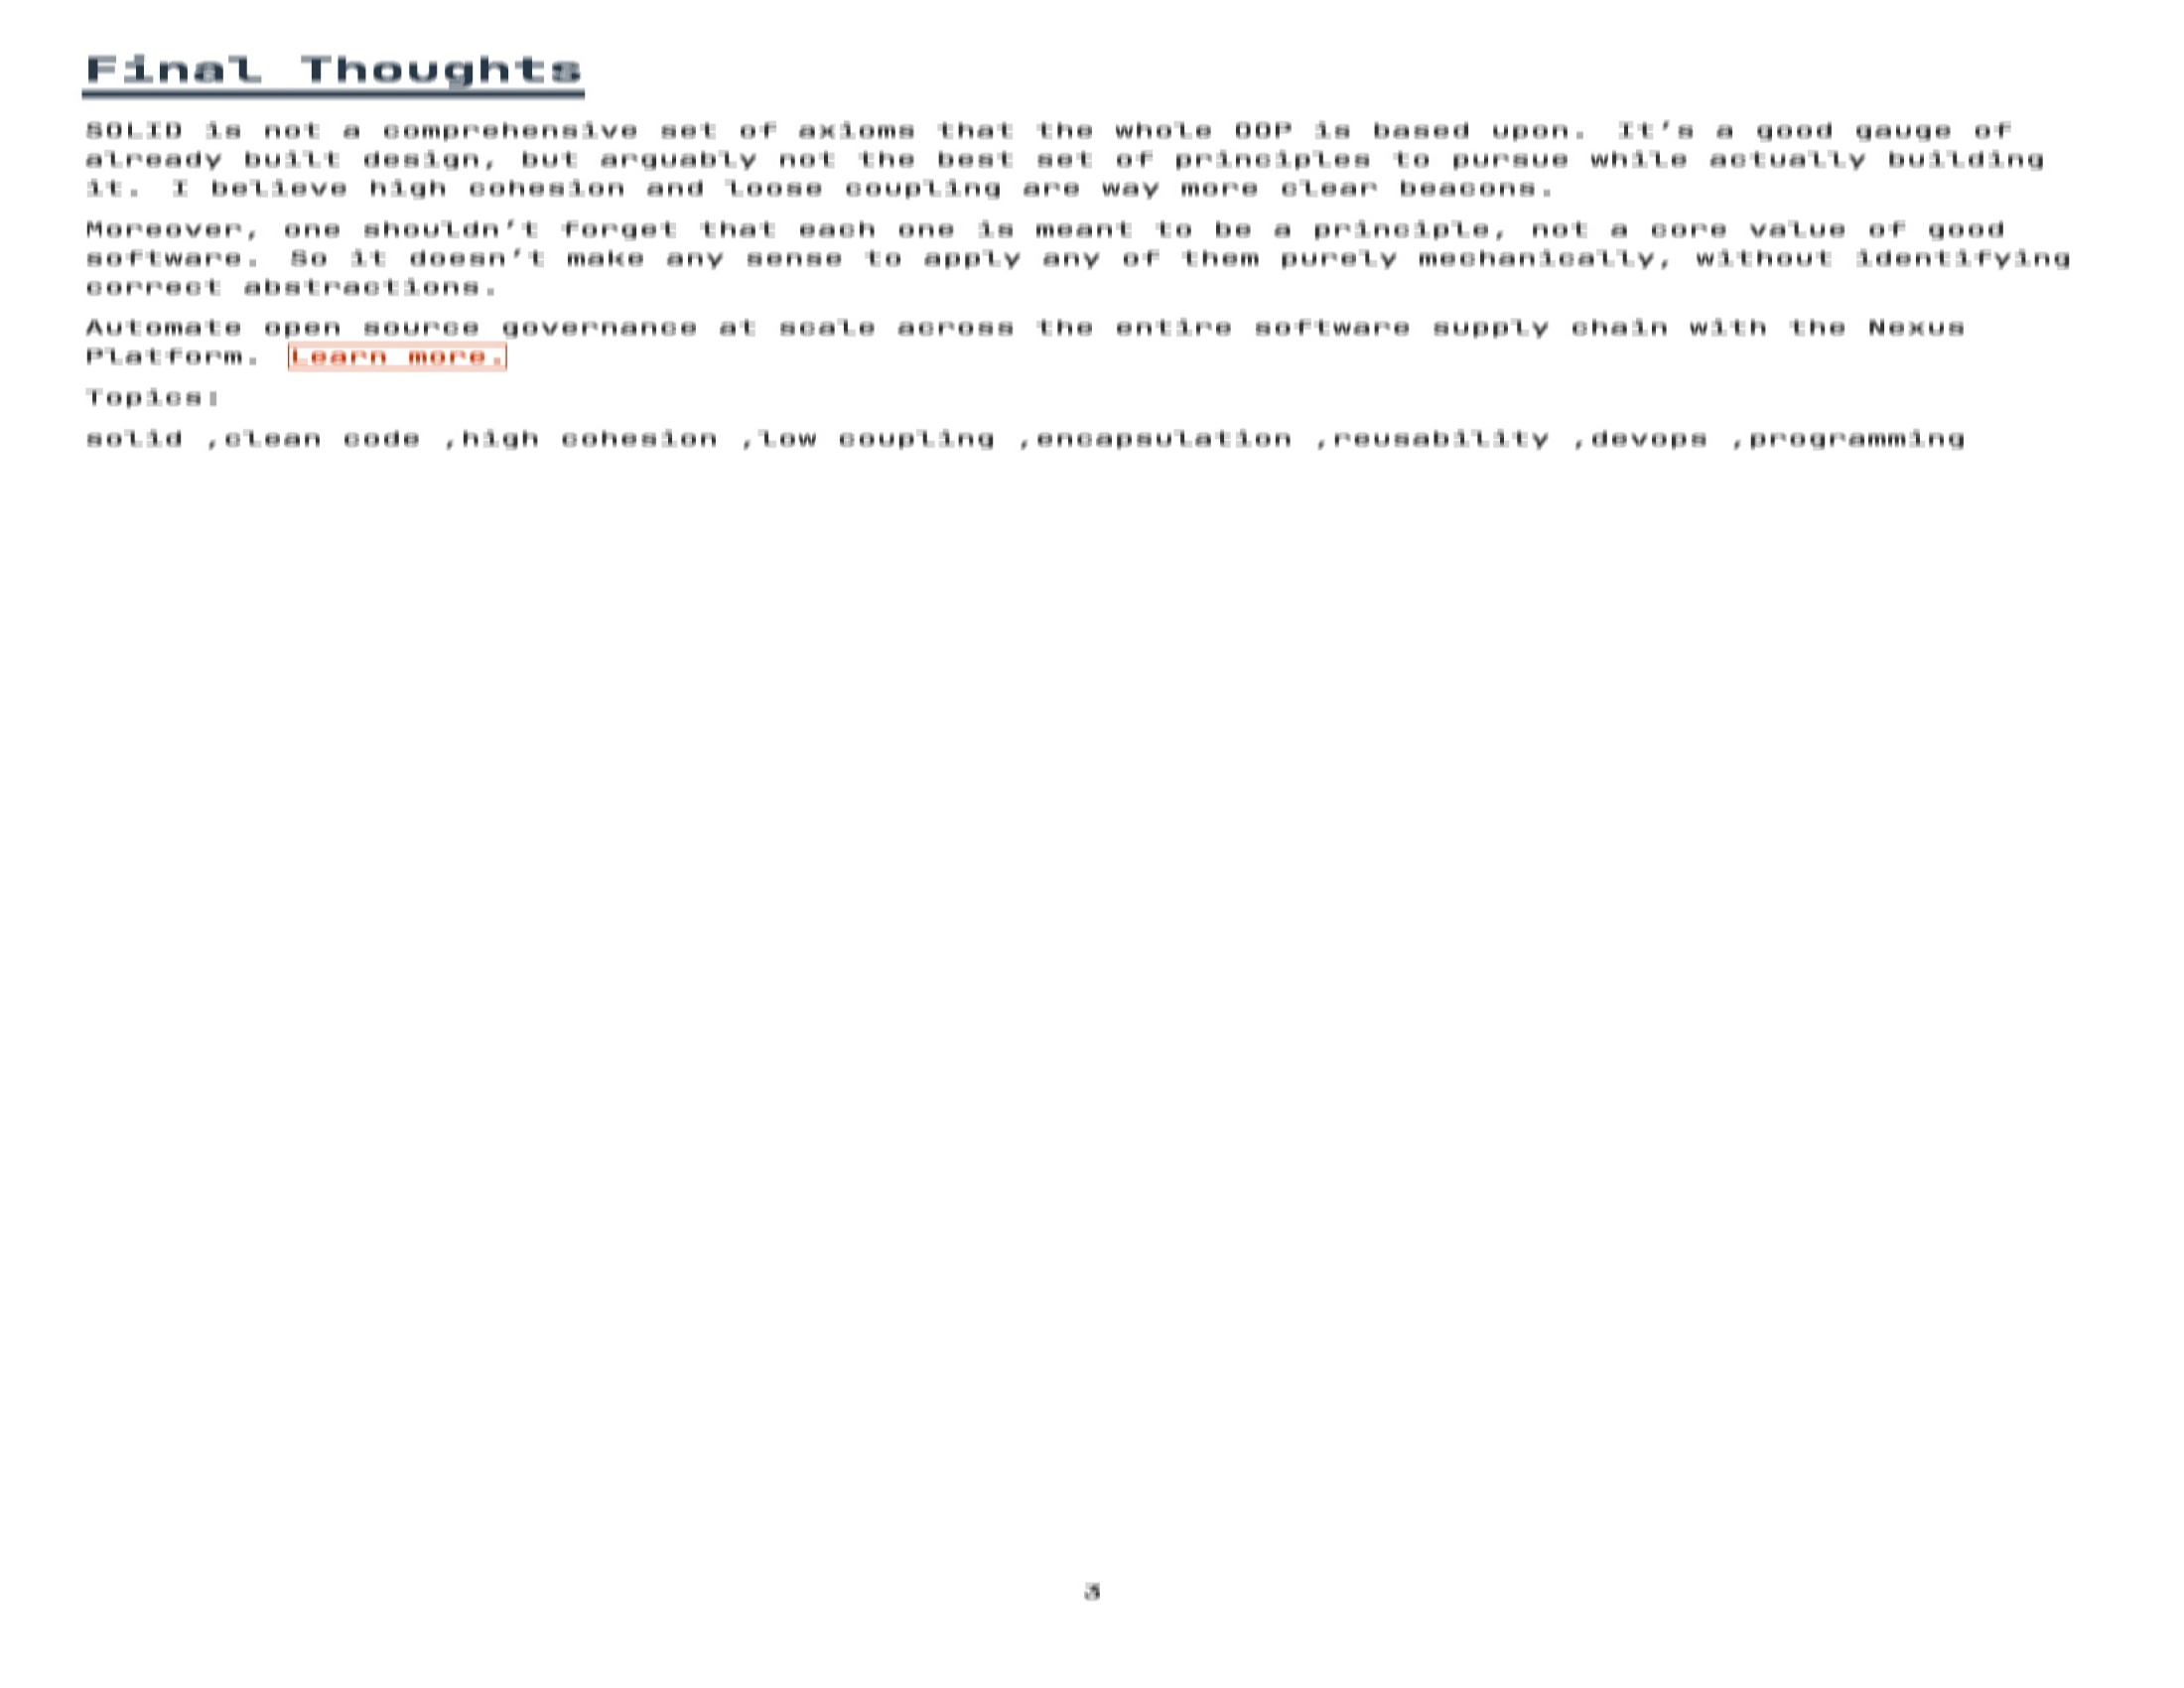 Final Thoughts
SOLID is not a comprehensive set of axioms that the whole OOP is based upon. It's a good gauge of
already built design, but arguably not the best set of principles to pursue while actually building
it. I believe high cohesion and loose coupling are way more clear beacons.
Moreover, one shouldn't forget that each one is meant to be a principle, not a core value of good
software. So it doesn't make any sense to apply any of them purely mechanically, without identifying
correct abstractions.
Automate open source governance at scale across the entire software supply chain with the Nexus
Platform. Learn more.
Topics:
solid ,clean code ,high cohesion ,low coupling ,encapsulation ,reusability ,devops ,programming